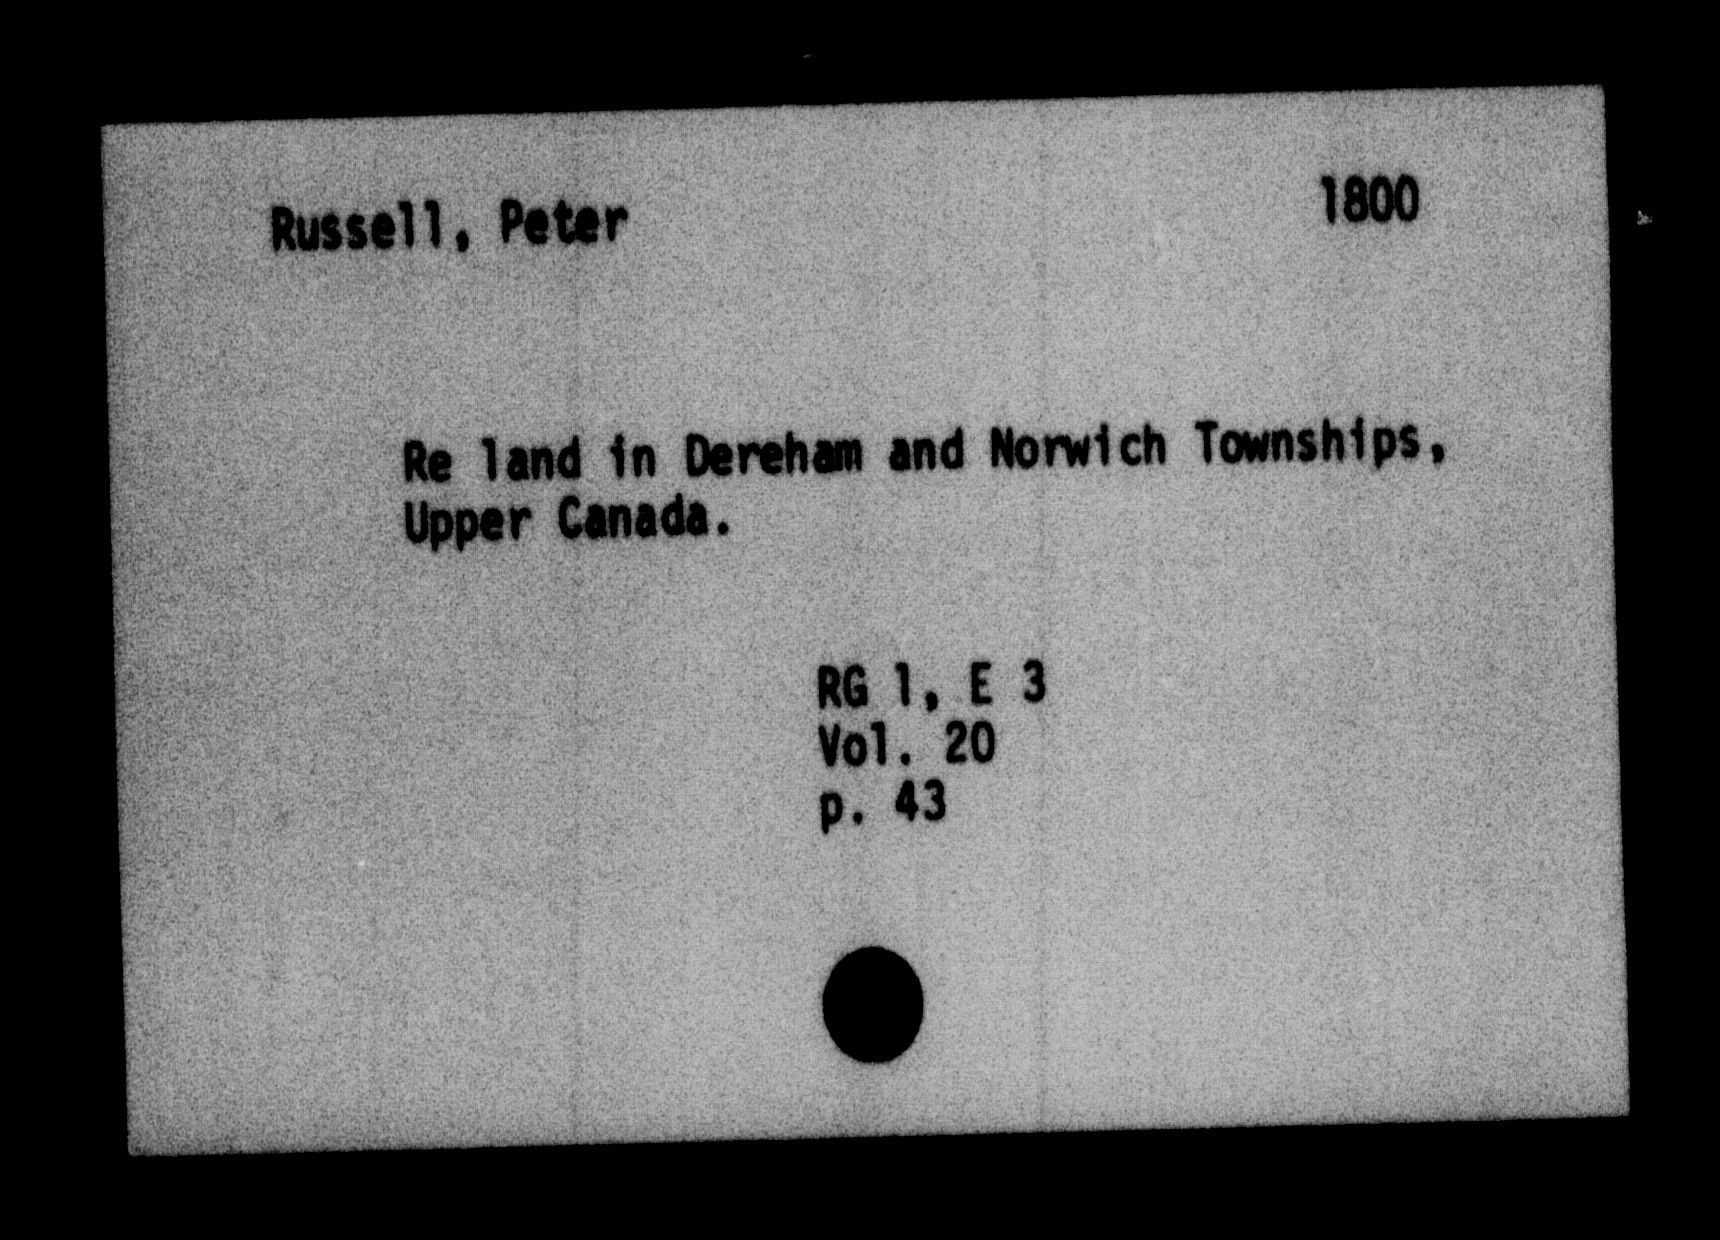 Russell, Peter 1800
Re land in Dereham and Norwich Townships,
Upper Canada.
RG 1, E 3
Vol. 20
p. 43